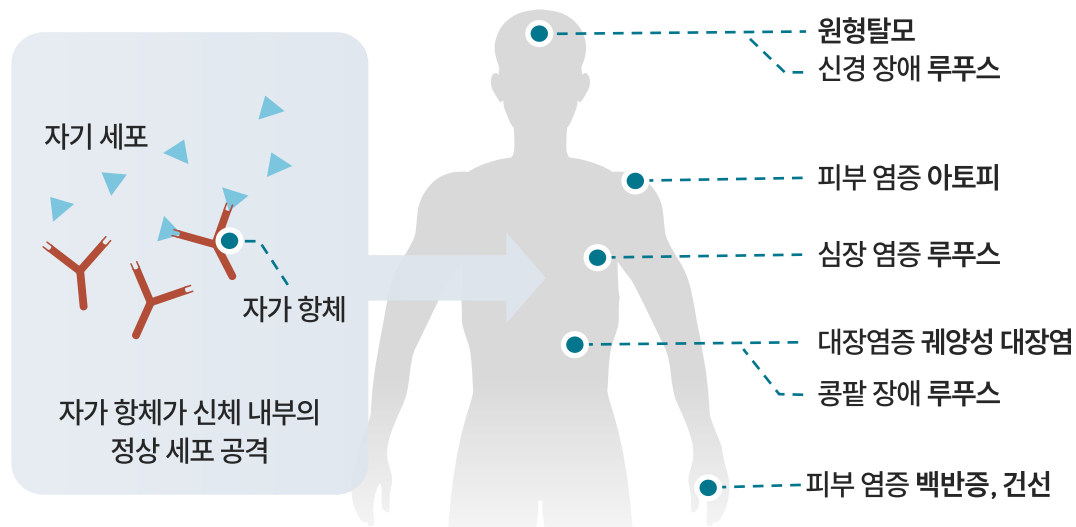 자기 세포
자가 항체
자가 항체가 신체 내부의
정상 세포 공격
원형탈모
신경 장애 루푸스
피부 염증 아토피
심장 염증 루푸스
대장염증 궤양성 대장염
콩팥 장애 루푸스
피부 염증 백반증, 건선